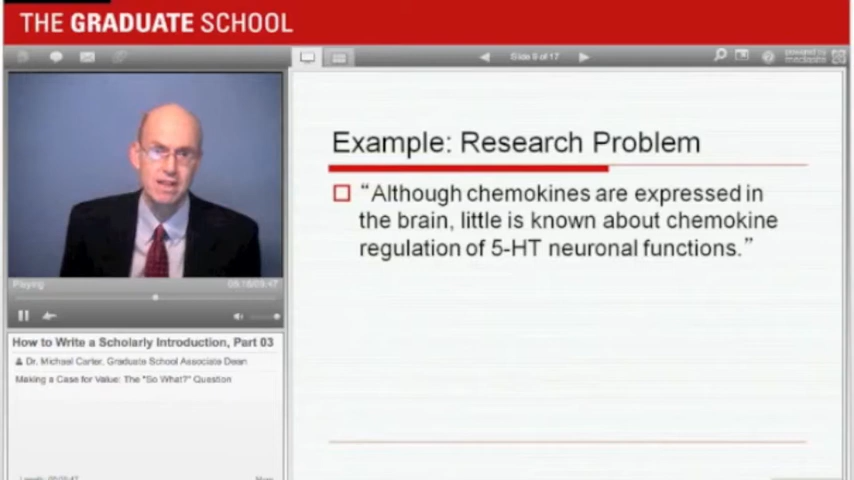 THE GRADUATE SCHOOL
Slide 9 of 17
powered by
mediasite
Example: Research Problem
“Although chemokines are expressed in
the brain, little is known about chemokine
regulation of 5-HT neuronal functions.”
Playing
How to Write a Scholarly Introduction, Part 03
Dr. Michael Carter, Graduate School Associate Dean
Making a Case for Value: The "So What?" Question